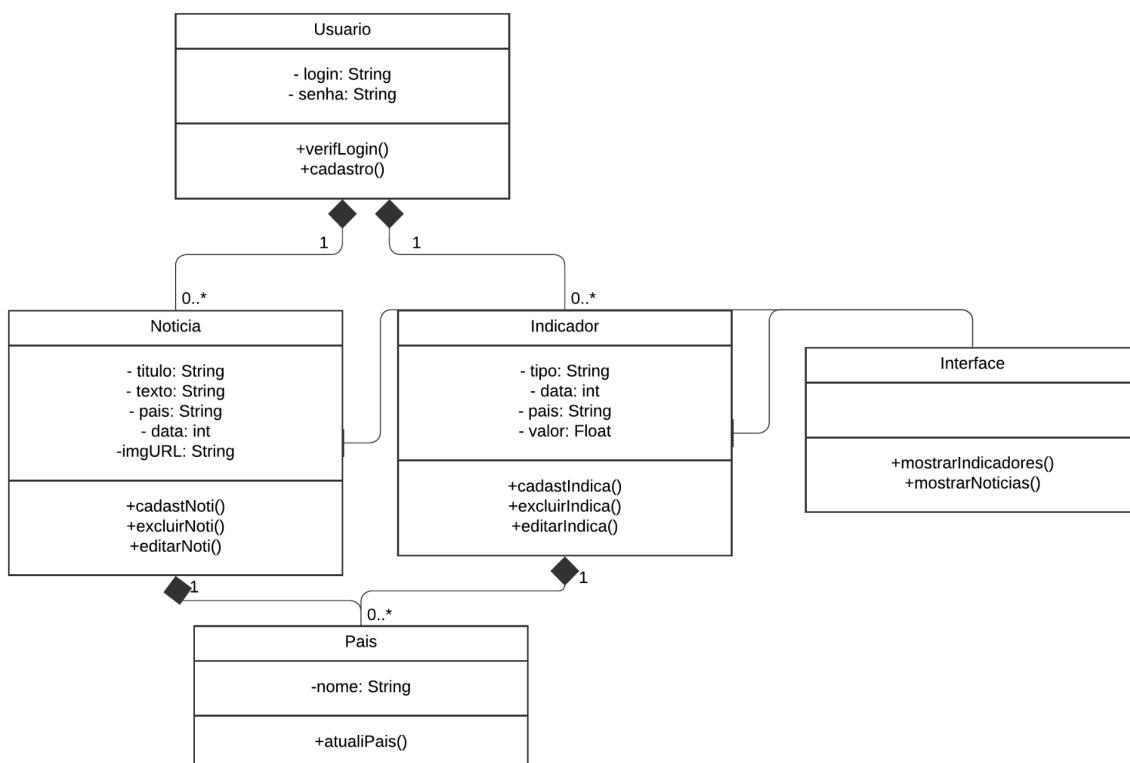 Usuario
- login: String
- senha: String
+verifLogin()
+cadastro()
1
1
0..*
0..*
Noticia
- titulo: String
- texto: String
- pais: String
- data: int
-imgURL: String
+cadastNoti()
+excluirNoti()
+editarNoti()
Indicador
- tipo: String
- data: int
- pais: String
- valor: Float
+cadastIndica()
+excluirIndica()
+editarIndica()
Interface
+mostrarIndicadores()
+mostrarNoticias()
1
1
0..*
Pais
-nome: String
+atualiPais()